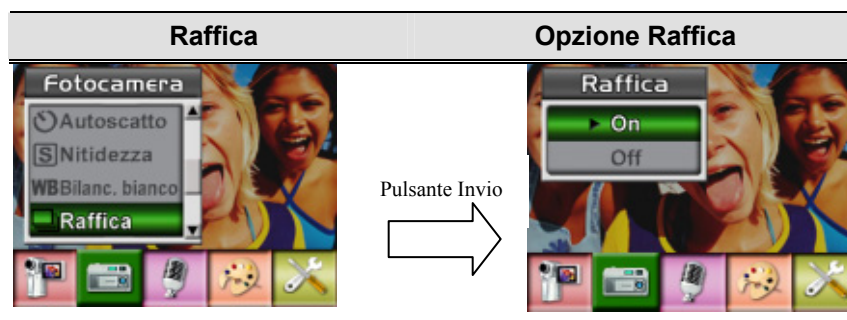 Raffica
Opzione Raffica
Fotocamera
Autoscatto
S Nitidezza
WB Bilanc. bianco
Raffica
Pulsante Invio
Raffica
On
Off